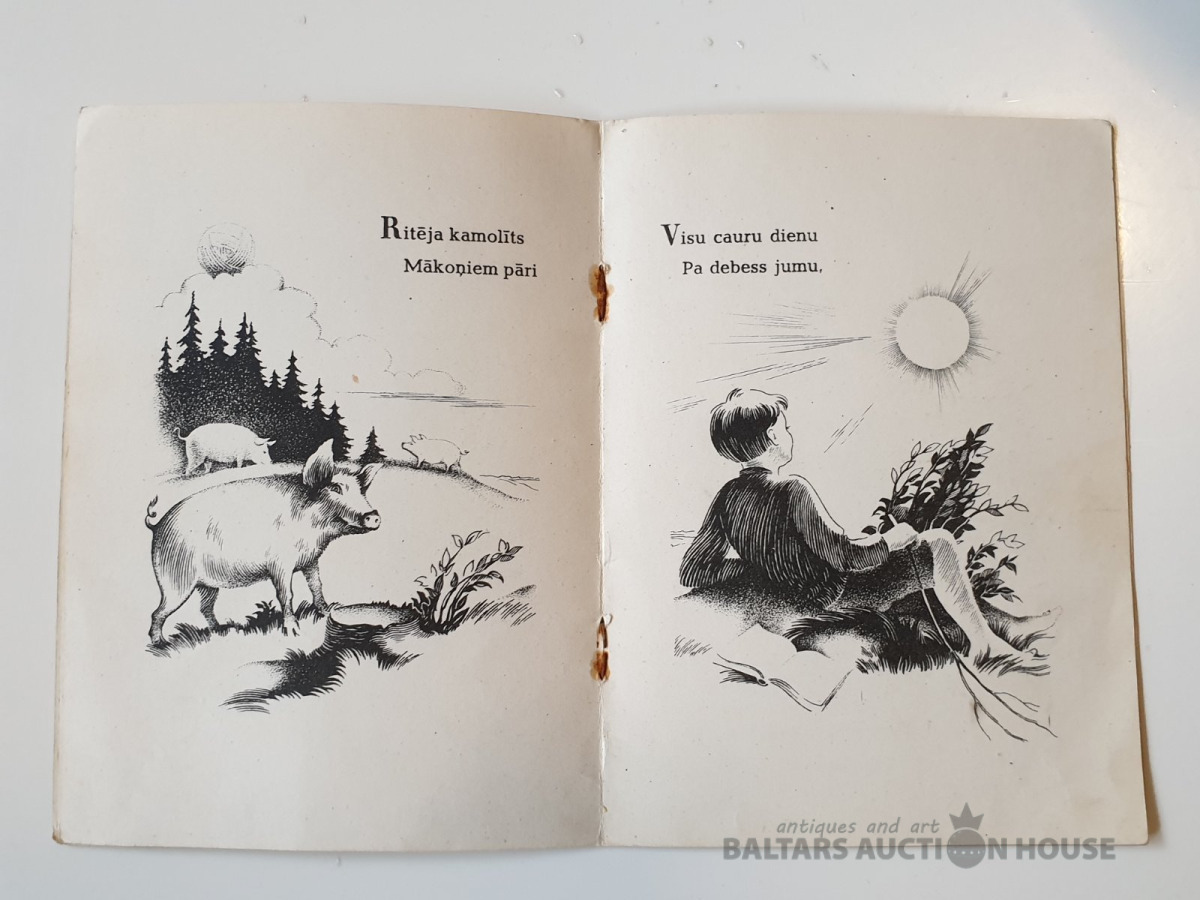 Ritēja kamolīts
Mākoņiem pāri
Visu cauru dienu
Pa debess jumu,
antiques and art
BALTARS AUCTION HOUSE